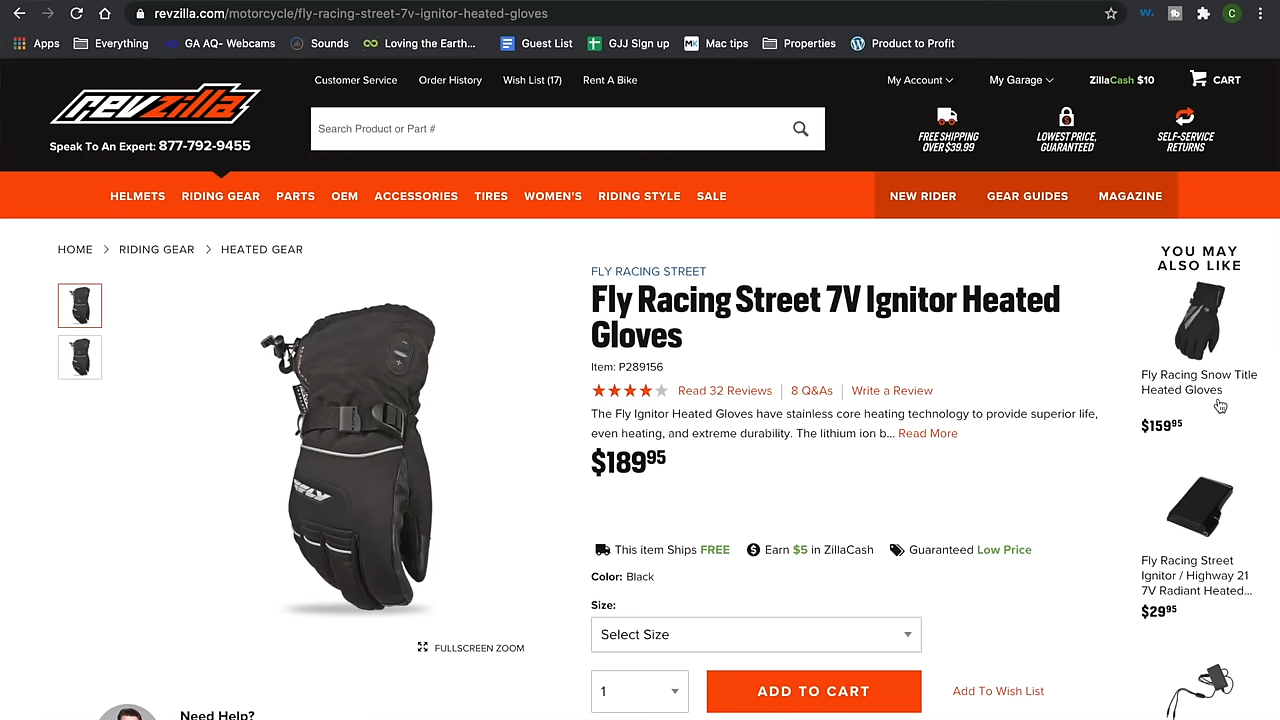 revzilla.com/motorcycle/fly-racing-street-7v-ignitor-heated-gloves
C
Apps
Everything
GA AQ- Webcams
Sounds
Loving the Earth...
Guest List
GJJ SIgn up
MK
Mac tips
Properties
Product to Profit
Customer Service
Order History
Wish List (17)
Rent A Bike
My Account
My Garage
ZillaCash $10
CART
revzilla
Search Product or Part #
FREE SHIPPING
OVER $39.99
LOWEST PRICE,
GUARANTEED
SELF-SERVICE
RETURNS
Speak To An Expert: 877-792-9455
HELMETS
RIDING GEAR
PARTS
OEM
ACCESSORIES
TIRES
WOMEN'S
RIDING STYLE
SALE
NEW RIDER
GEAR GUIDES
MAGAZINE
HOME > RIDING GEAR > HEATED GEAR
FLY
FULLSCREEN ZOOM
Need Help?
FLY RACING STREET
Fly Racing Street 7V Ignitor Heated
Gloves
Item: P289156
Read 32 Reviews
8 Q&As
Write a Review
The Fly Ignitor Heated Gloves have stainless core heating technology to provide superior life,
even heating, and extreme durability. The lithium ion b... Read More
$189.95
This item Ships FREE
Earn $5 in ZillaCash
Guaranteed Low Price
Color: Black
Size:
Select Size
1
ADD TO CART
Add To Wish List
YOU MAY
ALSO LIKE
Fly Racing Snow Title
Heated Gloves
$159.95
Fly Racing Street
Ignitor / Highway 21
7V Radiant Heated...
$29.95